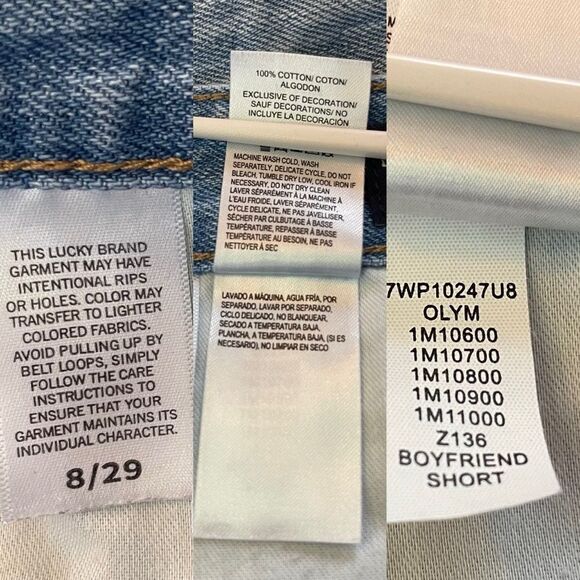 THIS LUCKY BRAND
GARMENT MAY HAVE
INTENTIONAL RIPS
OR HOLES. COLOR MAY
TRANSFER TO LIGHTER
COLORED FABRICS.
AVOID PULLING UP BY
BELT LOOPS, SIMPLY
FOLLOW THE CARE
INSTRUCTIONS TO
ENSURE THAT YOUR
GARMENT MAINTAINS ITS
INDIVIDUAL CHARACTER.
8/29
100% COTTON/ COTON/
ALGODON
EXCLUSIVE OF DECORATION/
SAUF DECORATIONS/ NO
INCLUYE LA DECORACIÓN
MACHINE WASH COLD, WASH
SEPARATELY, DELICATE CYCLE, DO NOT
BLEACH. TUMBLE DRY LOW, COOL IRON IF
NECESSARY, DO NOT DRY CLEAN
LAVER SÉPARÉMENT À LA MACHINE À
L'EAU FROIDE, LAVER SÉPARÉMENT,
CYCLE DELICATE, NE PAS JAVELLISER,
SÉCHER PAR CULBUTAGE À BASSE
TEMPÉRATURE, REPASSER À BASSE
TEMPÉRATURE AU BESOIN, NE PAS
NETTOYER À SEC
LAVADO A MÁQUINA, AGUA FRÍA, POR
SEPARADO, LAVAR POR SEPARADO,
CICLO DELICADO, NO BLANQUEAR,
SECADO A TEMPERATURA BAJA,
PLANCHA, A TEMPERATURA BAJA, (SI ES
NECESARIO), NO LIMPIAR EN SECO
7WP10247U8
OLYM
1M10600
1M10700
1M10800
1M10900
1M11000
Z136
BOYFRIEND
SHORT